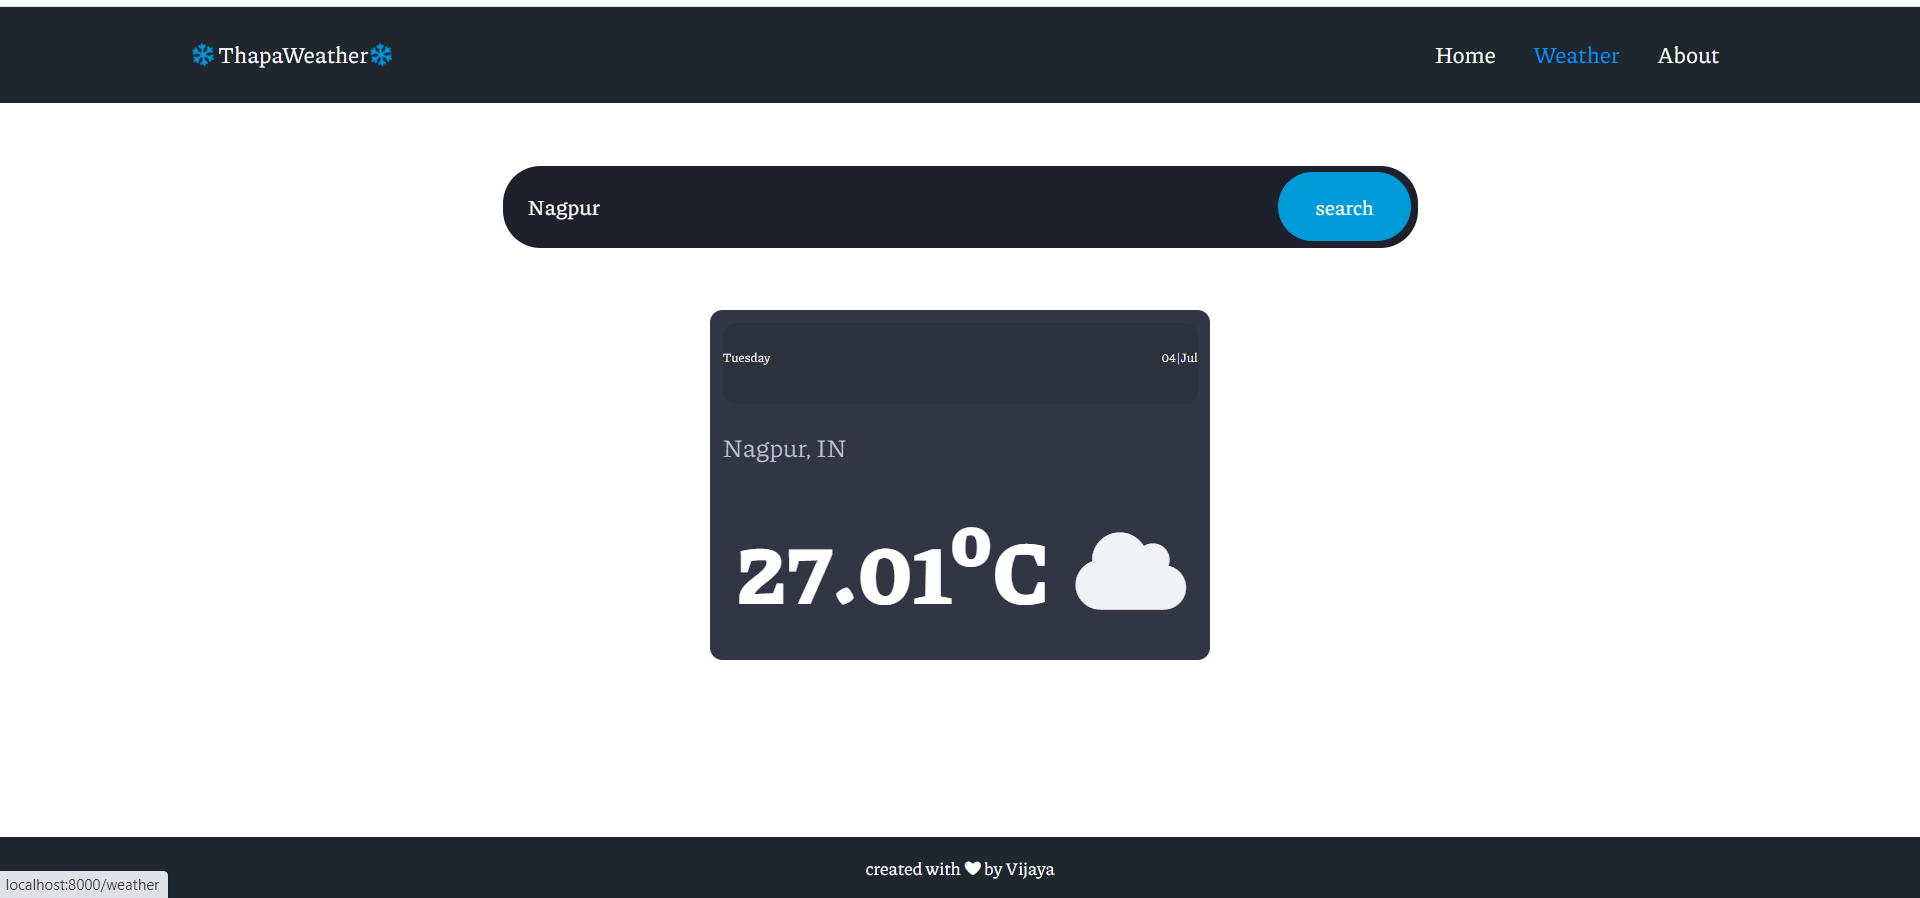 ThapaWeather
Home Weather About
Nagpur
search
Tuesday 04|Jul
Nagpur, IN
27.01⁰C
created with ❤ by Vijaya
localhost:8000/weather